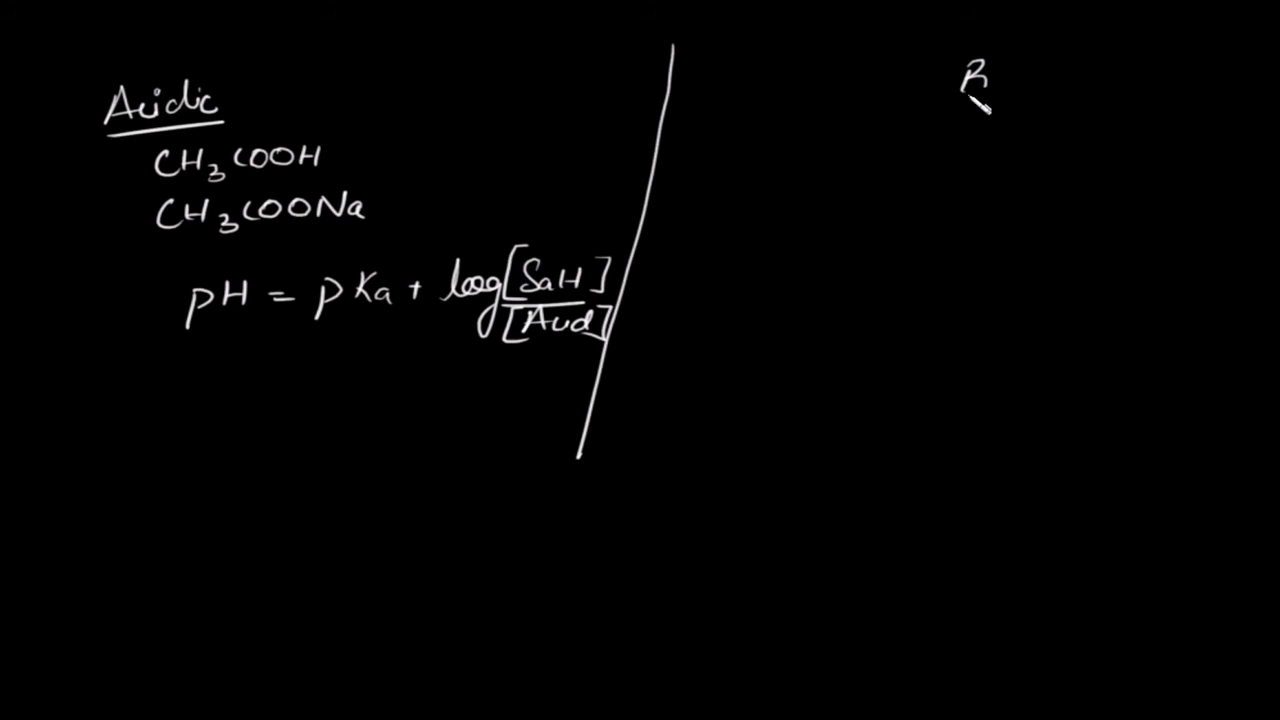 Acidic
CH₃COOH
CH₃COONa
pH = pKa + log [Salt]
[Acid]
B